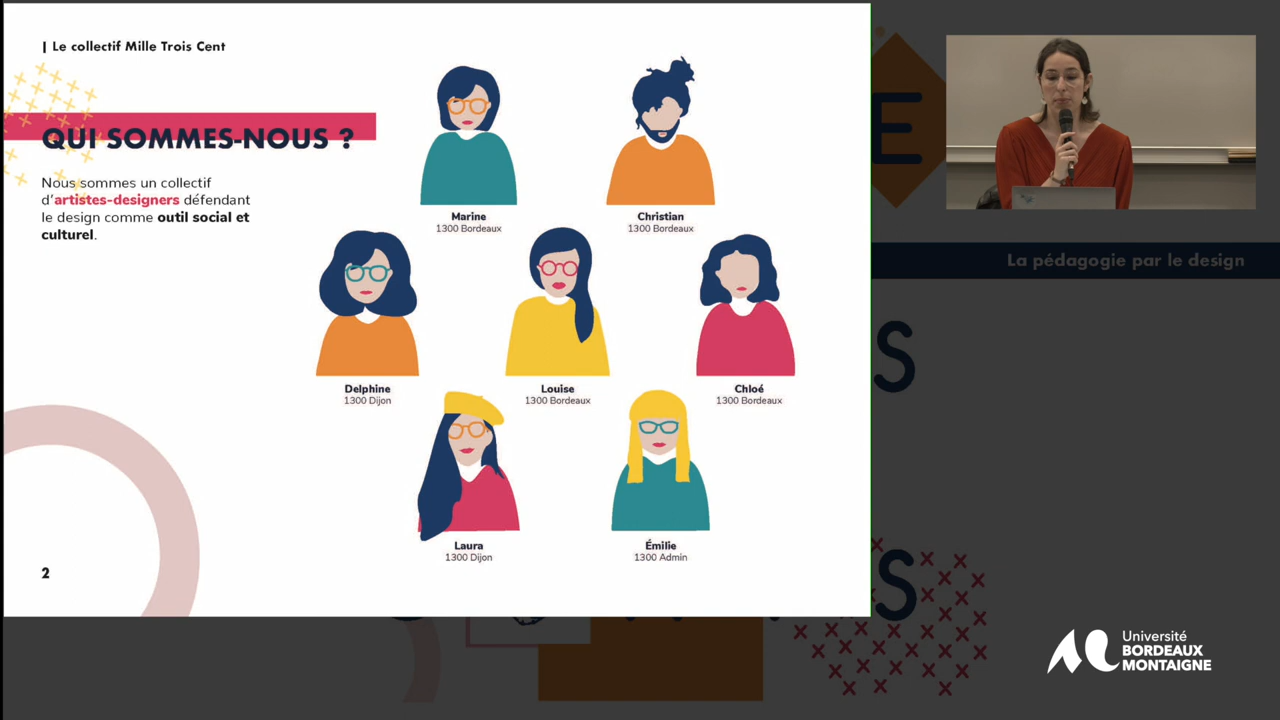 | Le collectif Mille Trois Cent
QUI SOMMES-NOUS ?
Nous sommes un collectif
d'artistes-designers défendant
le design comme outil social et
culturel.
Marine
1300 Bordeaux
Christian
1300 Bordeaux
Delphine
1300 Dijon
Louise
1300 Bordeaux
Chloé
1300 Bordeaux
Laura
1300 Dijon
Émilie
1300 Admin
2
E
La pédagogie par le design
S
S
Université
BORDEAUX
MONTAIGNE